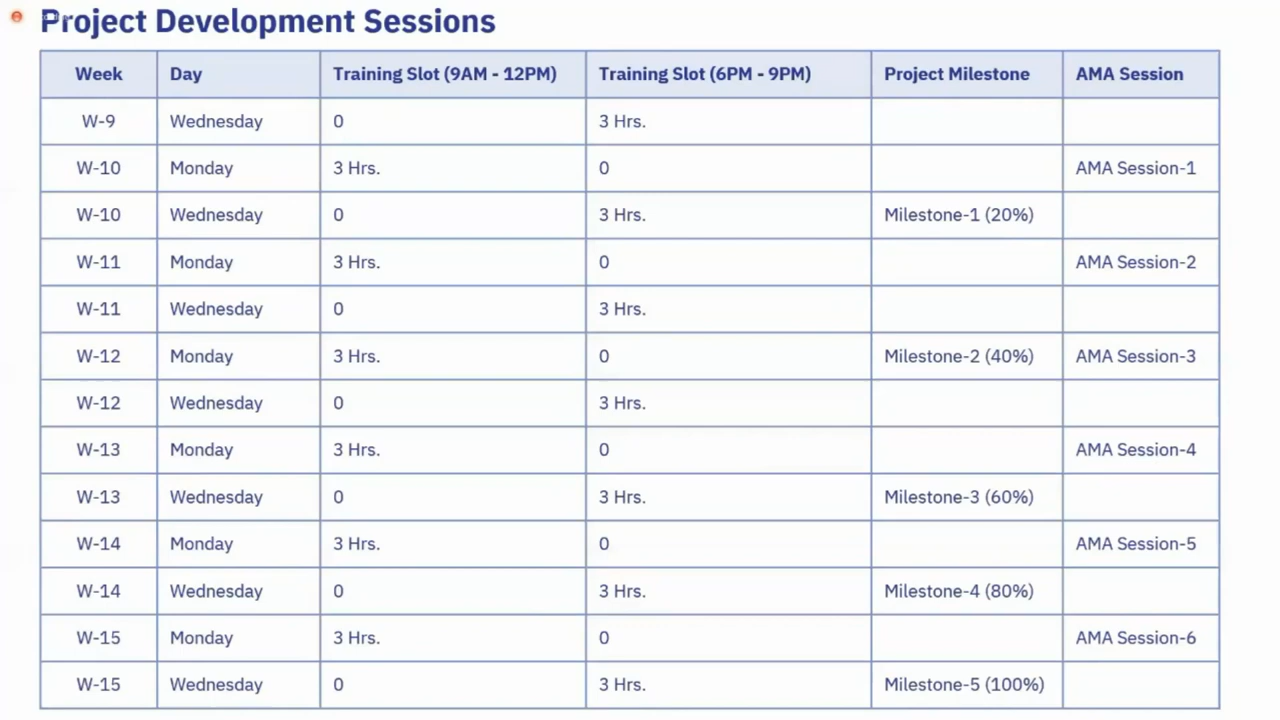 Project Development Sessions
Week Day Training Slot (9AM - 12PM) Training Slot (6PM - 9PM) Project Milestone AMA Session
W-9 Wednesday 0 3 Hrs.
W-10 Monday 3 Hrs. 0 AMA Session-1
W-10 Wednesday 0 3 Hrs. Milestone-1 (20%)
W-11 Monday 3 Hrs. 0 AMA Session-2
W-11 Wednesday 0 3 Hrs.
W-12 Monday 3 Hrs. 0 Milestone-2 (40%) AMA Session-3
W-12 Wednesday 0 3 Hrs.
W-13 Monday 3 Hrs. 0 AMA Session-4
W-13 Wednesday 0 3 Hrs. Milestone-3 (60%)
W-14 Monday 3 Hrs. 0 AMA Session-5
W-14 Wednesday 0 3 Hrs. Milestone-4 (80%)
W-15 Monday 3 Hrs. 0 AMA Session-6
W-15 Wednesday 0 3 Hrs. Milestone-5 (100%)